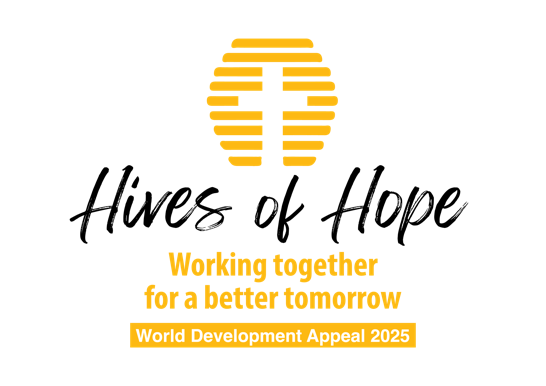 Hives of Hope
Working together
for a better tomorrow
World Development Appeal 2025